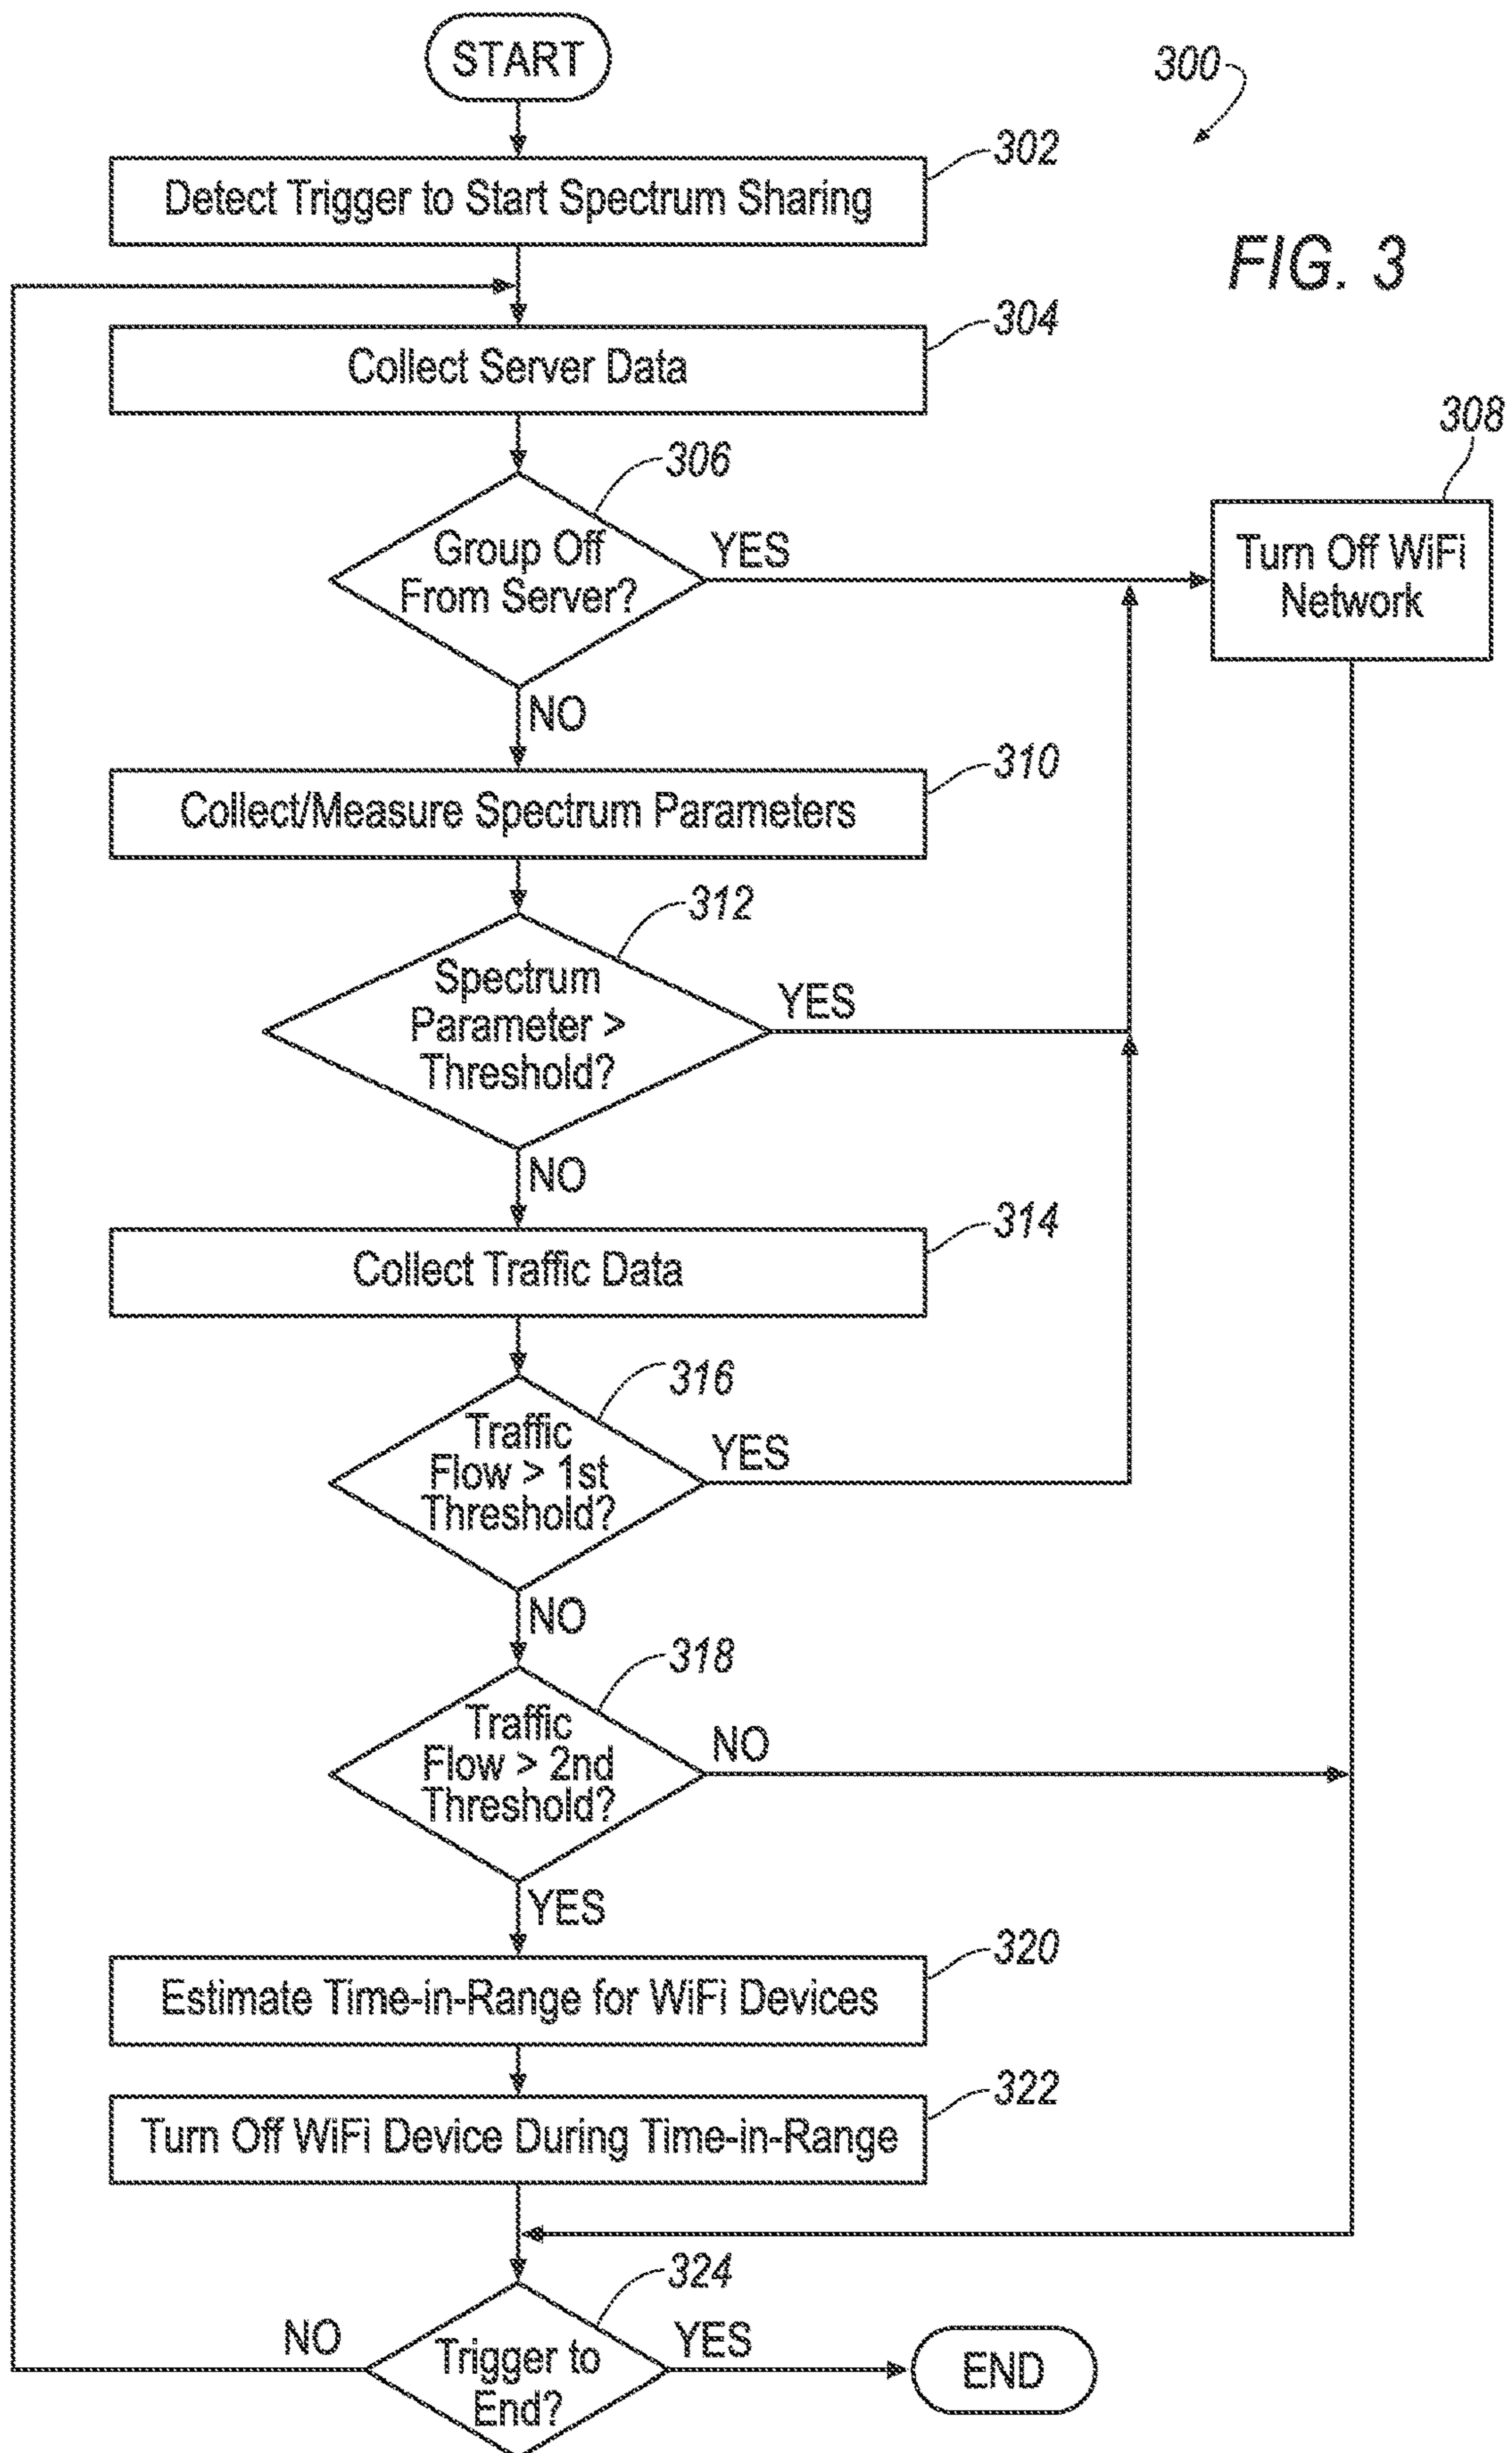 START
300
302
Detect Trigger to Start Spectrum Sharing
FIG. 3
304
Collect Server Data
308
306
Group Off
From Server?
YES
Turn Off WiFi
Network
NO
310
Collect/Measure Spectrum Parameters
312
Spectrum
Parameter >
Threshold?
YES
NO
314
Collect Traffic Data
316
Traffic
Flow > 1st
Threshold?
YES
NO
318
Traffic
Flow > 2nd
Threshold?
NO
YES
320
Estimate Time-in-Range for WiFi Devices
322
Turn Off WiFi Device During Time-in-Range
324
NO
Trigger to
End?
YES
END